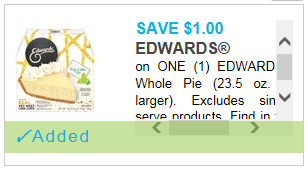 SAVE $1.00
EDWARDS®
on ONE (1) EDWARD
Whole Pie (23.5 oz.
larger). Excludes sin
serve products. Find in
✓Added
Edwards